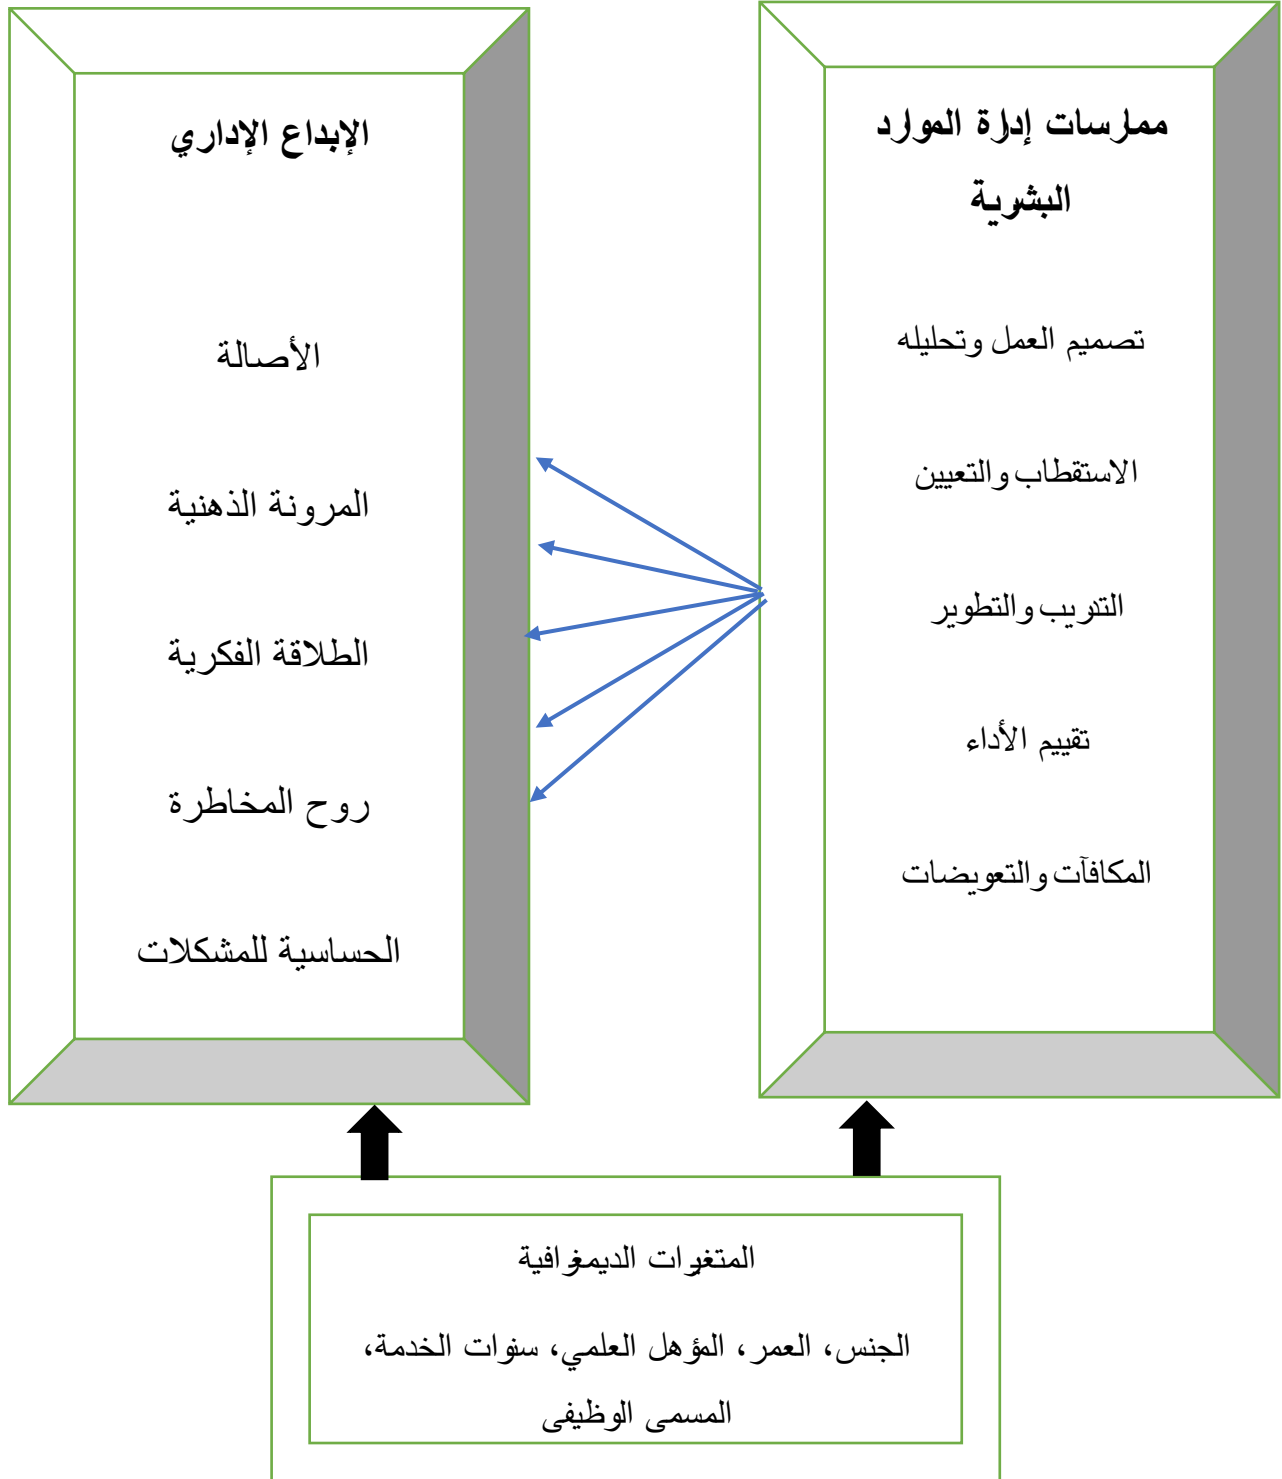 ممارسات إدارة الموارد
البشرية
تصميم العمل وتحليله
الاستقطاب والتعيين
التدريب والتطوير
تقييم الأداء
المكافآت والتعويضات
الإبداع الإداري
الأصالة
المرونة الذهنية
الطلاقة الفكرية
روح المخاطرة
الحساسية للمشكلات
المتغيرات الديمغرافية
الجنس، العمر، المؤهل العلمي، سنوات الخدمة،
المسمى الوظيفي